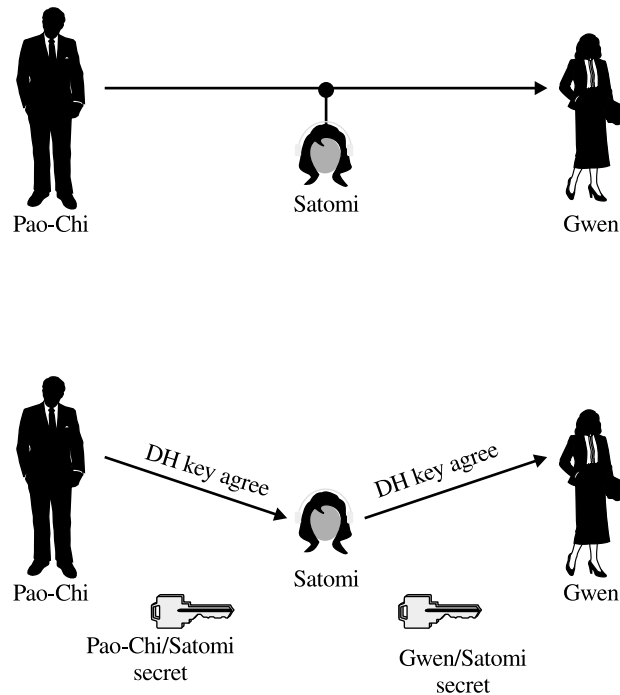 Pao-Chi
Satomi
Gwen
DH key agree
DH key agree
Pao-Chi
Satomi
Gwen
Pao-Chi/Satomi
secret
Gwen/Satomi
secret